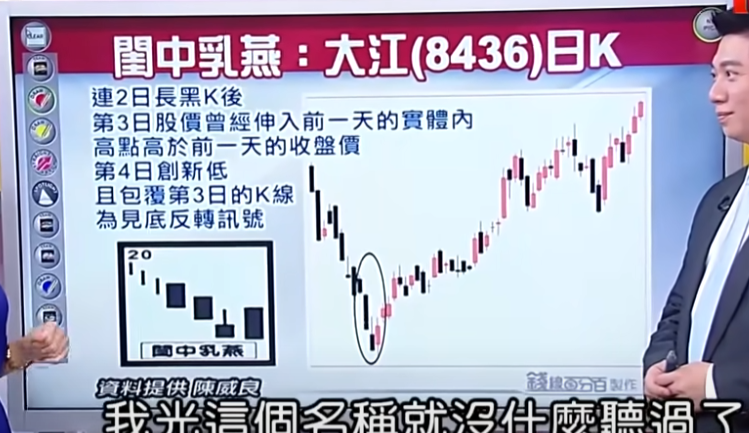 閨中乳燕：大江(8436)日K
連2日長黑K後
第3日股價曾經伸入前一天的實體內
高點高於前一天的收盤價
第4日創新低
且包覆第3日的K線
為見底反轉訊號
20
閨中乳燕
資料提供 陳威良
錢線百分百 製作
我光這個名稱就沒什麼聽過了